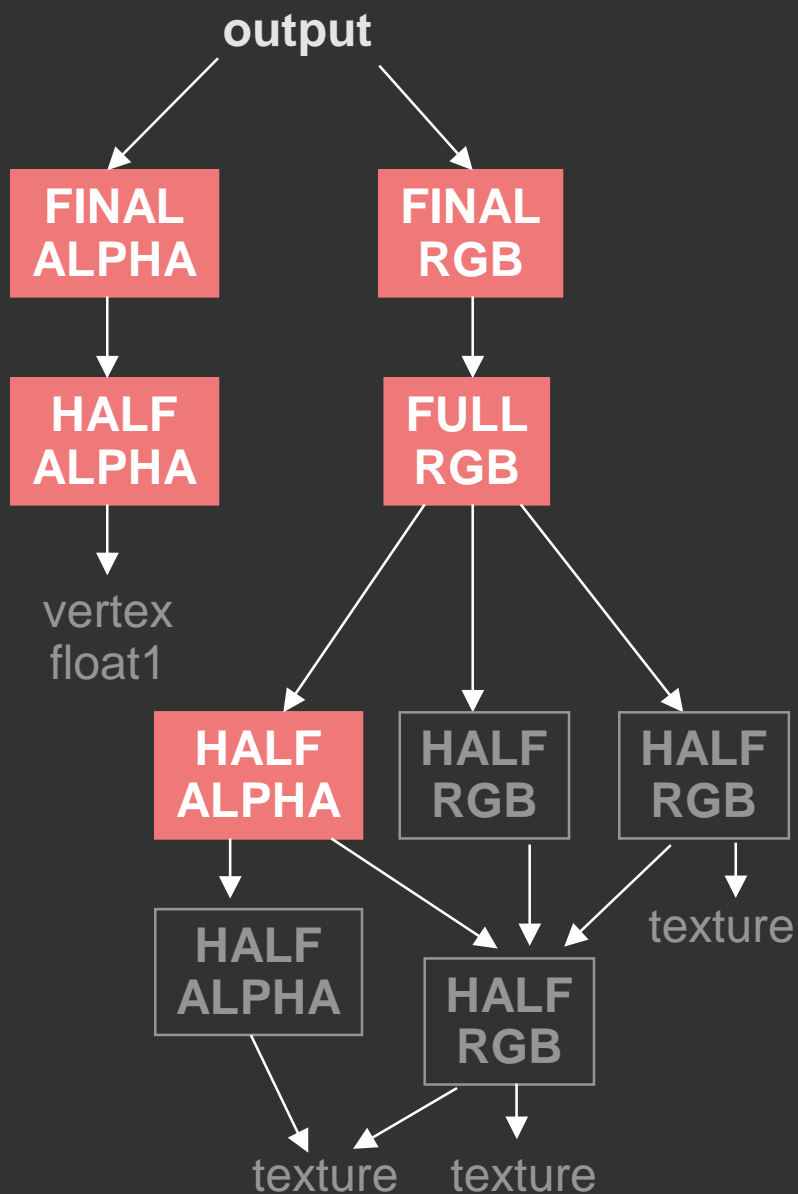 output
FINAL
ALPHA
FINAL
RGB
HALF
ALPHA
FULL
RGB
vertex
float1
HALF
ALPHA
HALF
RGB
HALF
RGB
texture
HALF
ALPHA
HALF
RGB
texture
texture